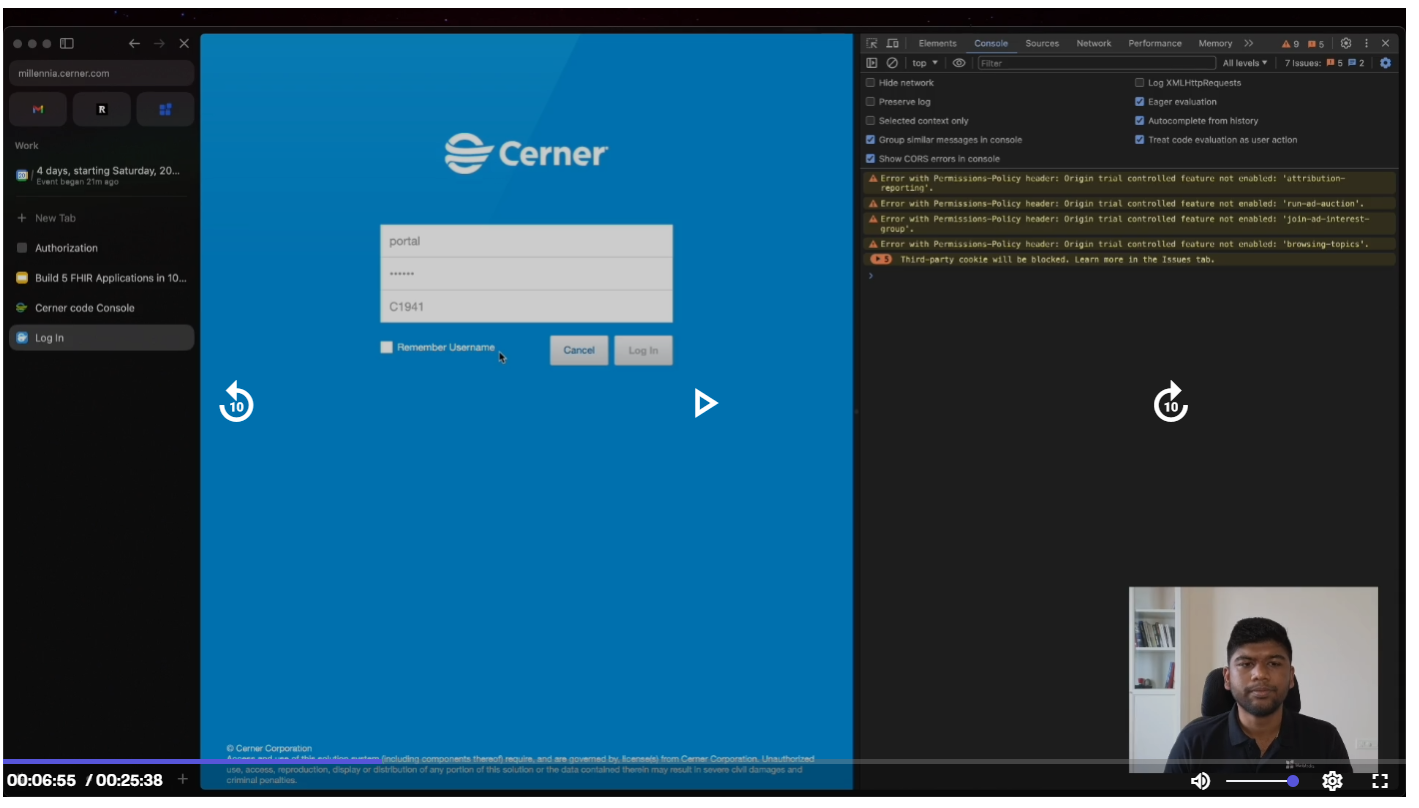 millennia.cerner.com
Work
4 days, starting Saturday, 20...
Event began 21m ago
New Tab
Authorization
Build 5 FHIR Applications in 10...
Cerner code Console
Log In
Cerner
portal
••••••
C1941
Remember Username
Cancel
Log In
10
10
© Cerner Corporation
Access and use of this solution system (including components thereof) require, and are governed by, license(s) from Cerner Corporation. Unauthorized
use, access, reproduction, display or distribution of any portion of this solution or the data contained therein may result in severe civil damages and
criminal penalties.
Elements Console Sources Network Performance Memory 9 5
top Filter All levels 7 Issues: 5 2
Hide network Log XMLHttpRequests
Preserve log Eager evaluation
Selected context only Autocomplete from history
Group similar messages in console Treat code evaluation as user action
Show CORS errors in console
Error with Permissions-Policy header: Origin trial controlled feature not enabled: 'attribution-
reporting'.
Error with Permissions-Policy header: Origin trial controlled feature not enabled: 'run-ad-auction'.
Error with Permissions-Policy header: Origin trial controlled feature not enabled: 'join-ad-interest-
group'.
Error with Permissions-Policy header: Origin trial controlled feature not enabled: 'browsing-topics'.
5 Third-party cookie will be blocked. Learn more in the Issues tab.
00:06:55 / 00:25:38